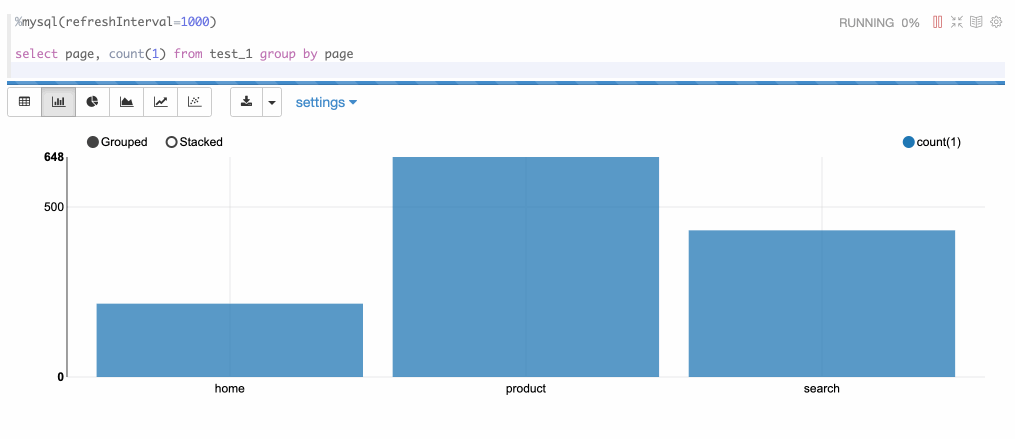 %mysql(refreshInterval=1000)
RUNNING 0%
select page, count(1) from test_1 group by page
settings
Grouped
Stacked
count(1)
648
500
0
home
product
search